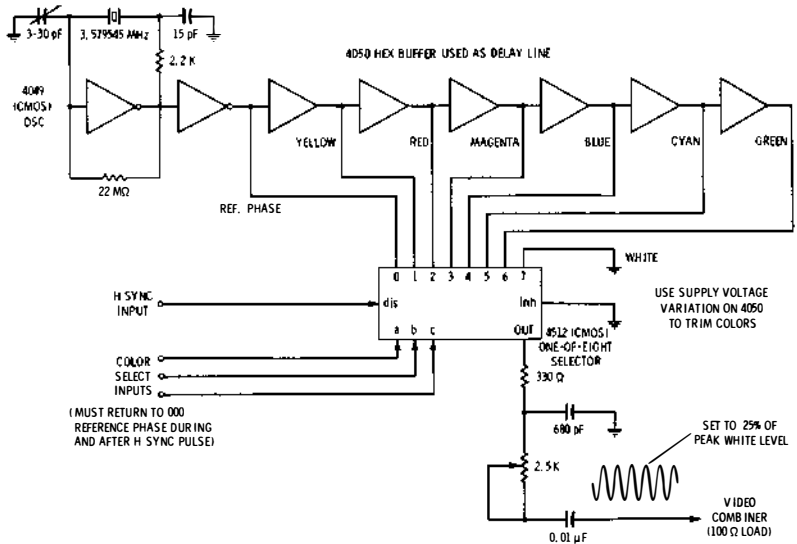 3-30 pF
3.579545 MHz
15 pF
2.2 K
4050 HEX BUFFER USED AS DELAY LINE
4049
(CMOS)
OSC
YELLOW
RED
MAGENTA
BLUE
CYAN
GREEN
22 MΩ
REF. PHASE
WHITE
0 1 2 3 4 5 6 7
H SYNC
INPUT
dis
Inh
USE SUPPLY VOLTAGE
VARIATION ON 4050
TO TRIM COLORS
a b c
OUT
4512 (CMOS)
ONE-OF-EIGHT
SELECTOR
COLOR
SELECT
INPUTS
(MUST RETURN TO 000
REFERENCE PHASE DURING
AND AFTER H SYNC PULSE)
330 Ω
680 pF
SET TO 25% OF
PEAK WHITE LEVEL
2.5K
0.01 µF
VIDEO
COMBINER
(100 Ω LOAD)